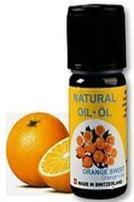 NATURAL
OIL•ÖL
ORANGE SWEET
MADE IN SWITZERLAND